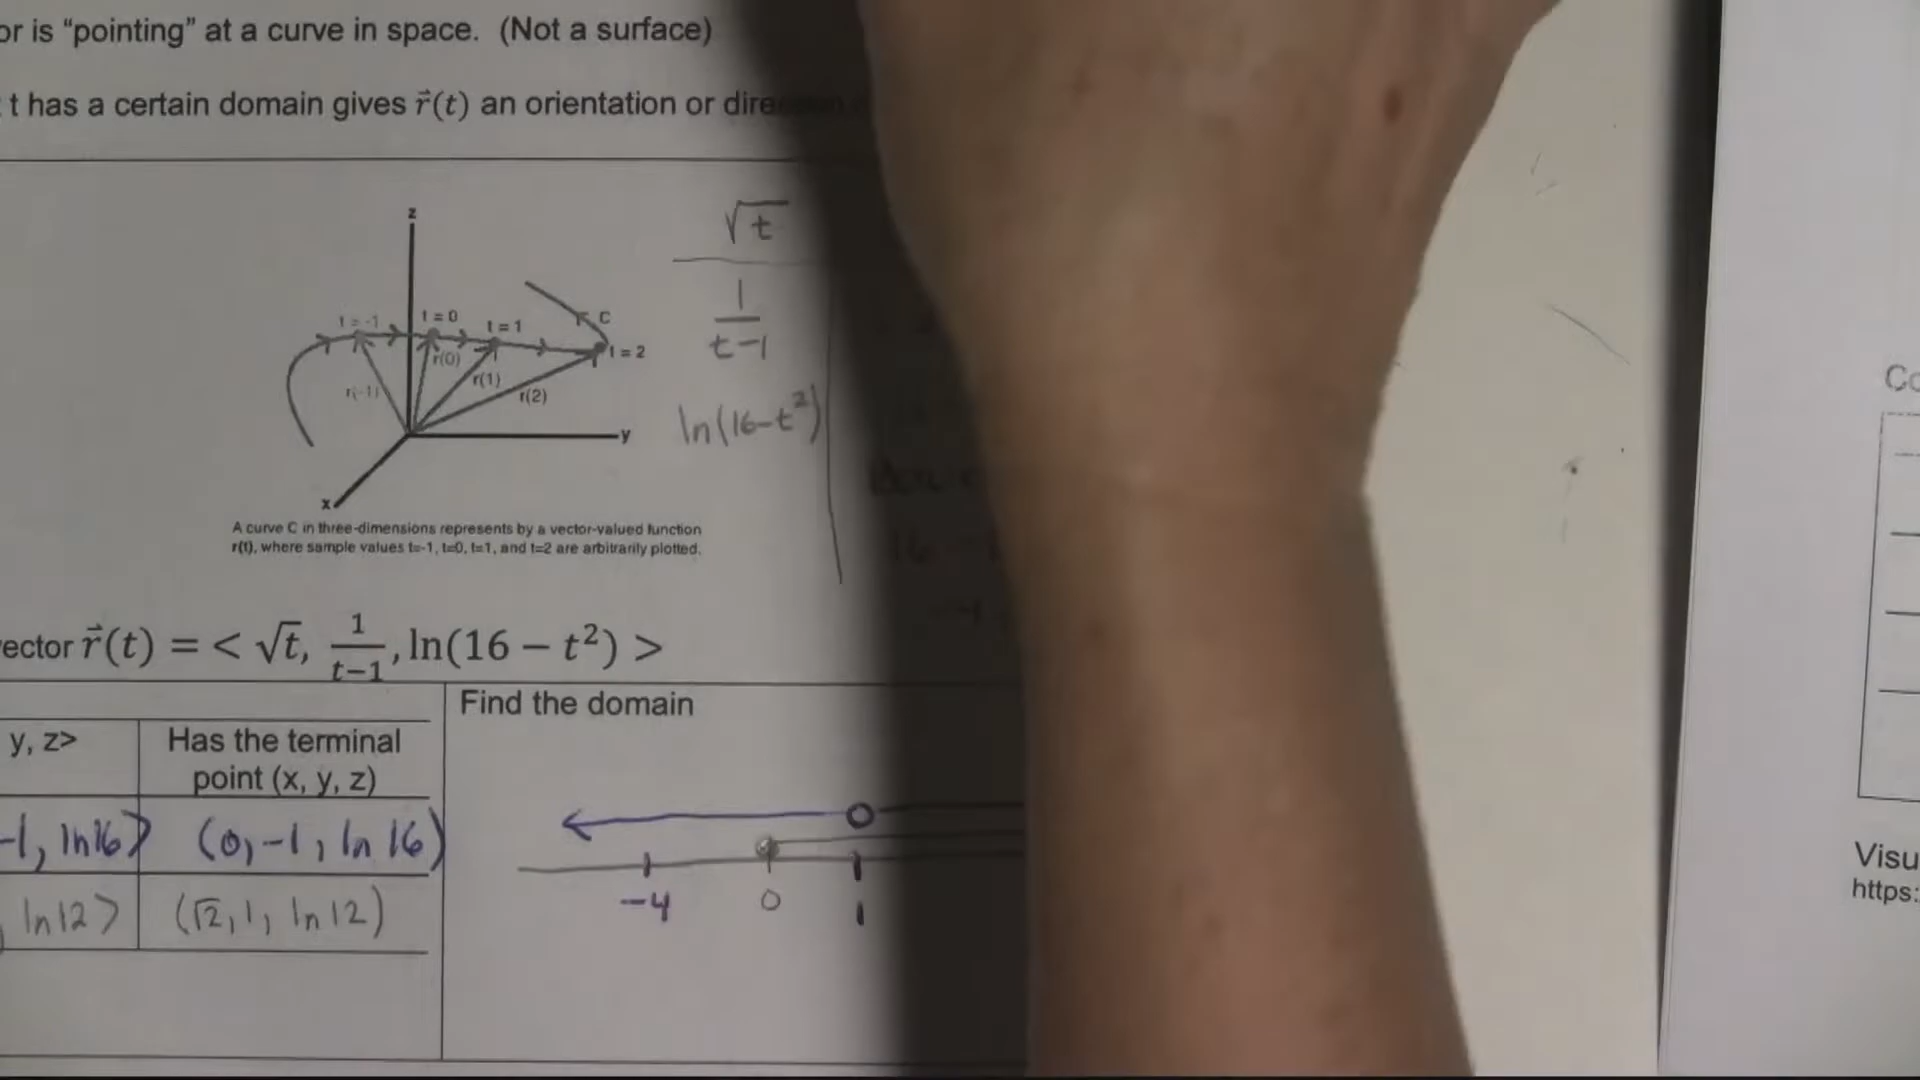 or is “pointing” at a curve in space. (Not a surface)
t has a certain domain gives r⃗(t) an orientation or
z
√t
1
t-1
ln(16-t²)
t = -1
t = 0
t = 1
C
t = 2
r(-1)
r(0)
r(1)
r(2)
y
x
A curve C in three-dimensions represents by a vector-valued function
r(t), where sample values t=-1, t=0, t=1, and t=2 are arbitrarily plotted.
ector r⃗(t) = < √t, 1/t−1, ln(16 − t²) >
Find the domain
y, z>
Has the terminal
point (x, y, z)
-1, ln16>
(0, -1, ln 16)
ln12>
(√2, 1, ln 12)
-4 0 1
Co
Visu
https: